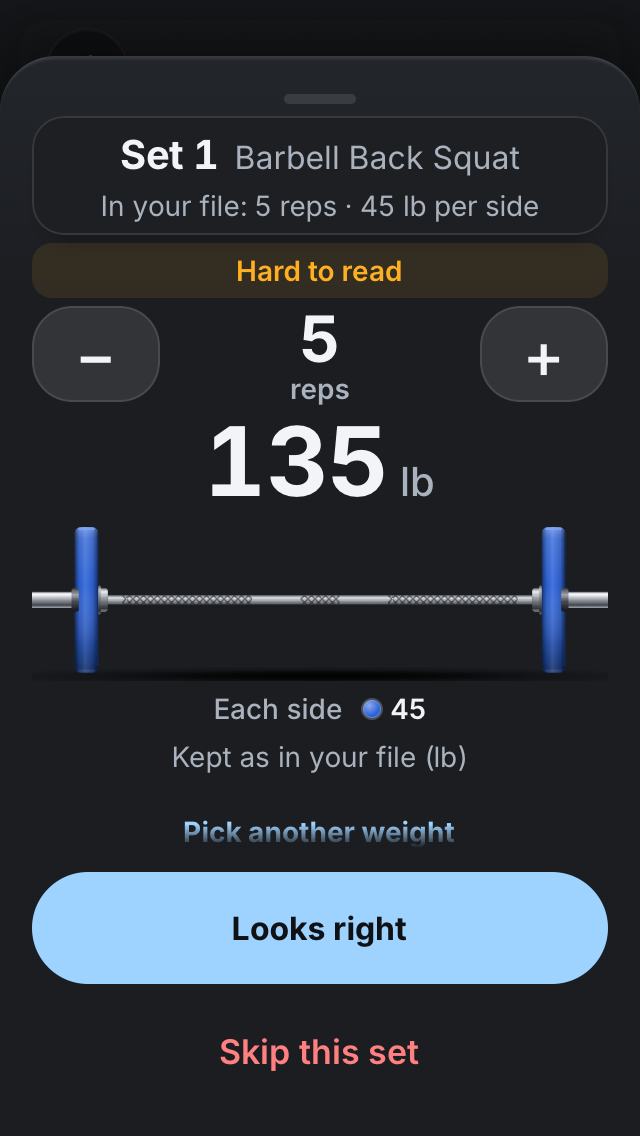 Set 1 Barbell Back Squat
In your file: 5 reps · 45 lb per side
Hard to read
− 5 +
reps
135 lb
Each side 45
Kept as in your file (lb)
Pick another weight
Looks right
Skip this set